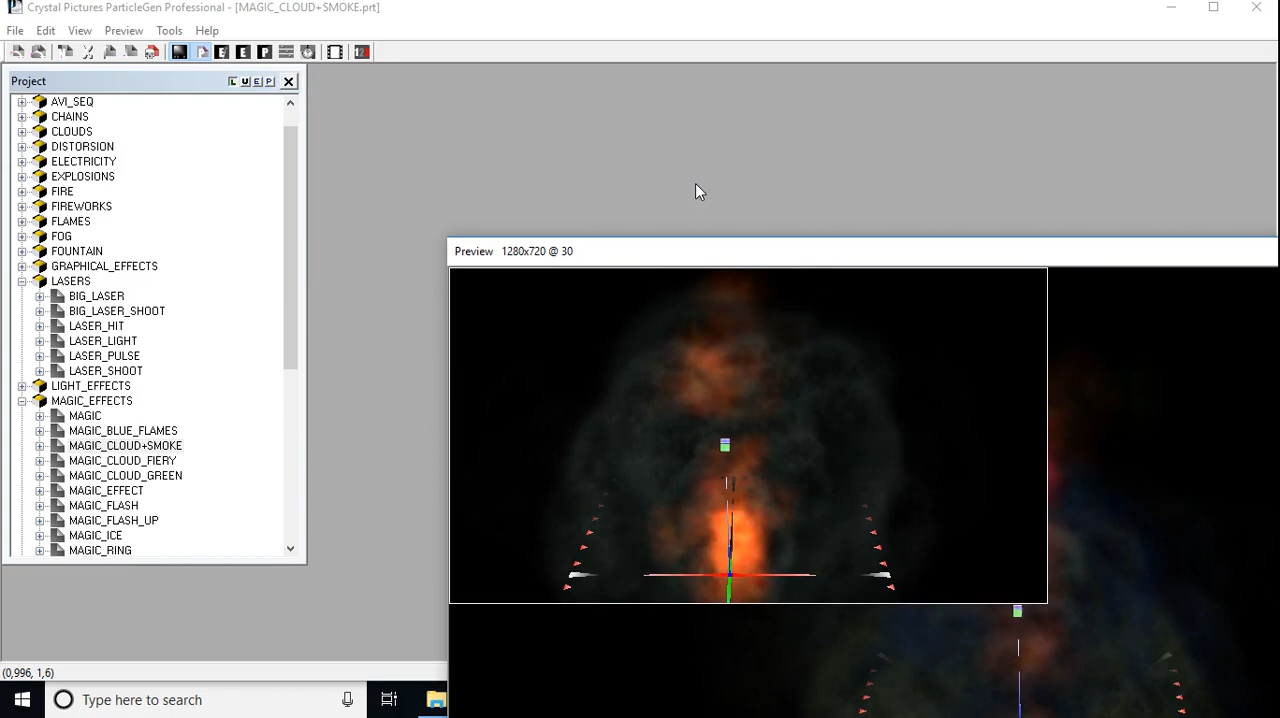 Crystal Pictures ParticleGen Professional - [MAGIC_CLOUD+SMOKE.prt]
File Edit View Preview Tools Help
E E P
Project L U E P
AVI_SEQ
CHAINS
CLOUDS
DISTORSION
ELECTRICITY
EXPLOSIONS
FIRE
FIREWORKS
FLAMES
FOG
FOUNTAIN
GRAPHICAL_EFFECTS
LASERS
BIG_LASER
BIG_LASER_SHOOT
LASER_HIT
LASER_LIGHT
LASER_PULSE
LASER_SHOOT
LIGHT_EFFECTS
MAGIC_EFFECTS
MAGIC
MAGIC_BLUE_FLAMES
MAGIC_CLOUD+SMOKE
MAGIC_CLOUD_FIERY
MAGIC_CLOUD_GREEN
MAGIC_EFFECT
MAGIC_FLASH
MAGIC_FLASH_UP
MAGIC_ICE
MAGIC_RING
Preview 1280x720 @ 30
(0,996, 1,6)
Type here to search